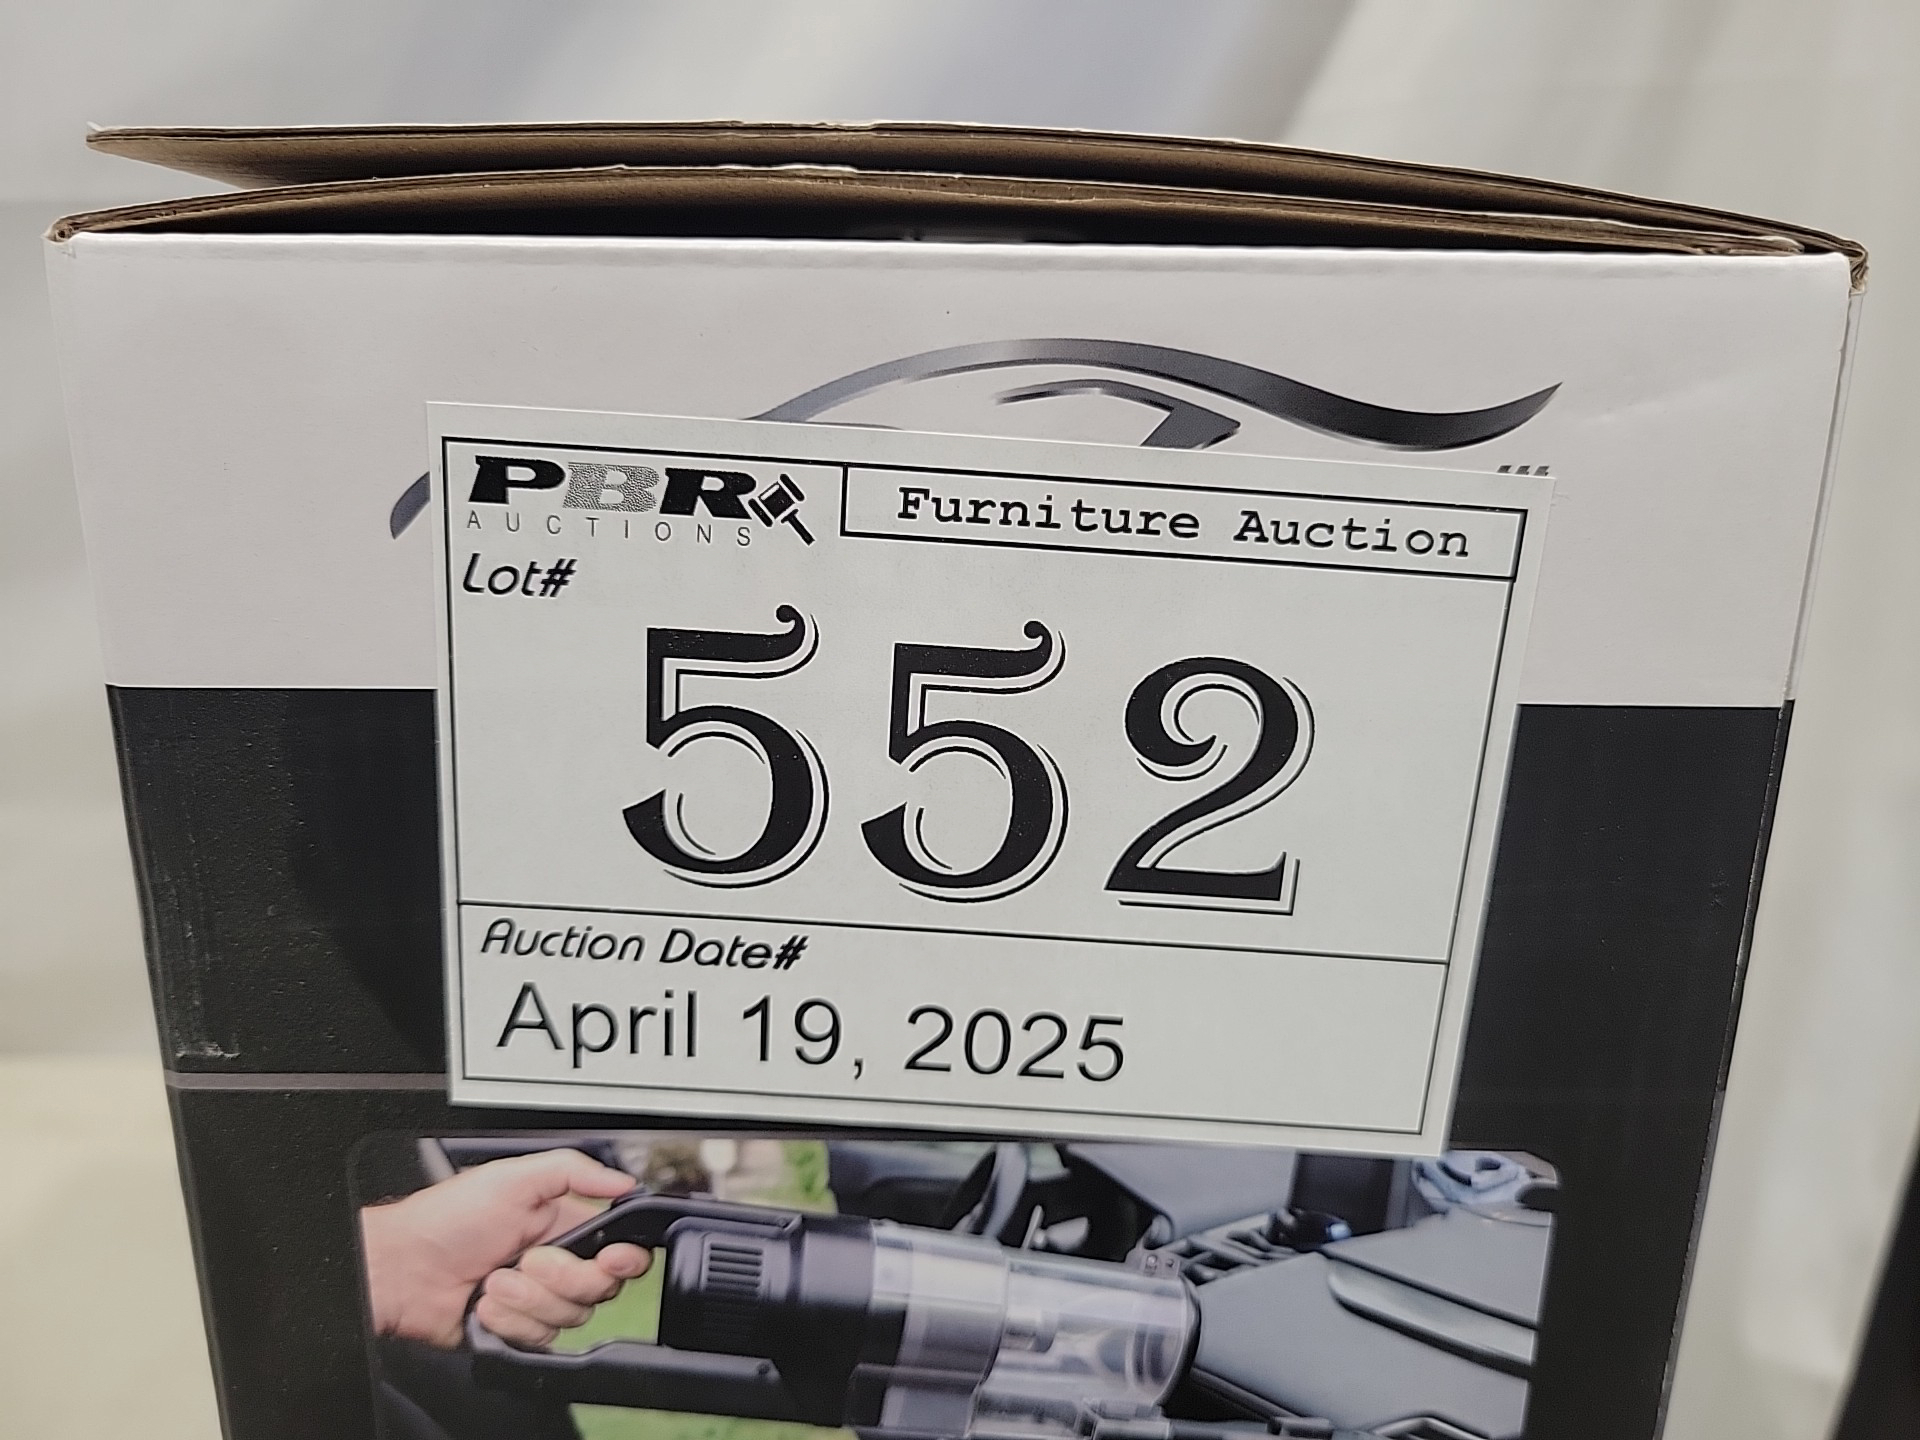 PBR
AUCTIONS
Furniture Auction
Lot#
552
Auction Date#
April 19, 2025